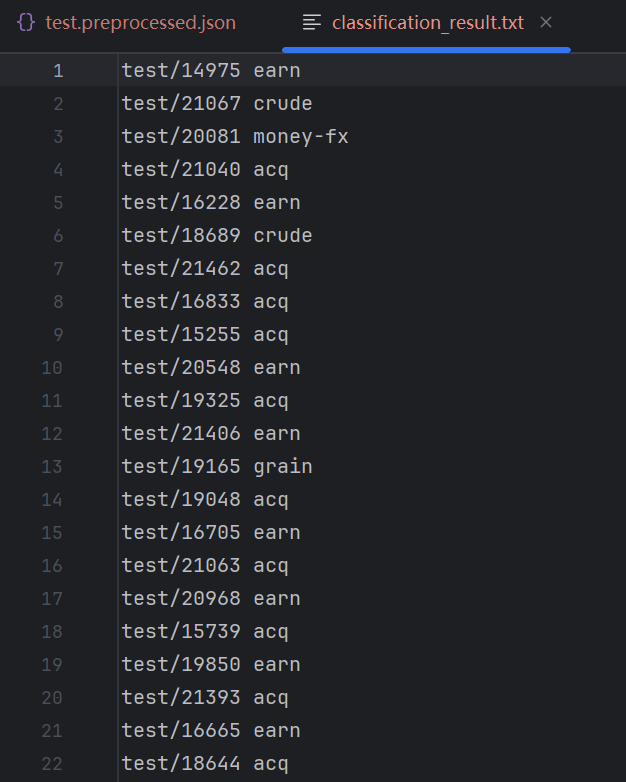 {} test.preprocessed.json classification_result.txt ×
1 test/14975 earn
2 test/21067 crude
3 test/20081 money-fx
4 test/21040 acq
5 test/16228 earn
6 test/18689 crude
7 test/21462 acq
8 test/16833 acq
9 test/15255 acq
10 test/20548 earn
11 test/19325 acq
12 test/21406 earn
13 test/19165 grain
14 test/19048 acq
15 test/16705 earn
16 test/21063 acq
17 test/20968 earn
18 test/15739 acq
19 test/19850 earn
20 test/21393 acq
21 test/16665 earn
22 test/18644 acq